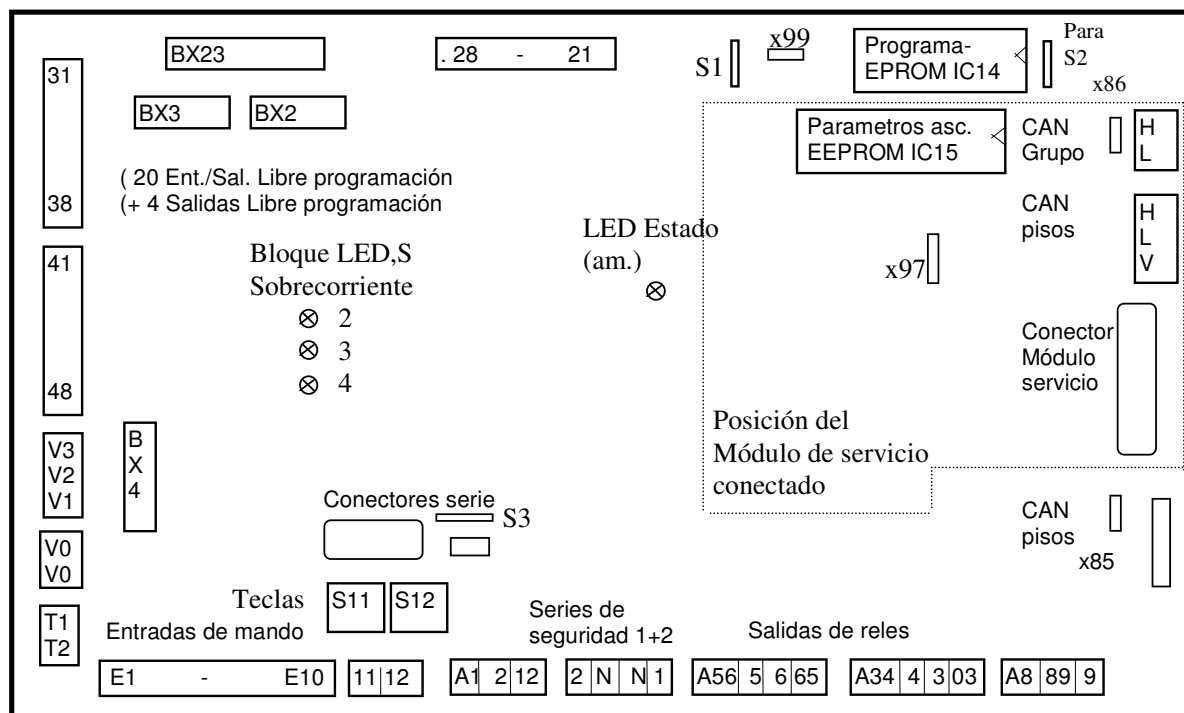 BX23
. 28 - 21
S1
x99
Programa-
EPROM IC14
Para
S2
x86
31
38
BX3
BX2
Parametros asc.
EEPROM IC15
CAN
Grupo
H
L
( 20 Ent./Sal. Libre programación
(+ 4 Salidas Libre programación
CAN
pisos
H
L
V
LED Estado
(am.)
x97
41
48
Bloque LED,S
Sobrecorriente
2
3
4
Conector
Módulo
servicio
Posición del
Módulo de servicio
conectado
V3
V2
V1
B
X
4
Conectores serie
S3
CAN
pisos
x85
V0
V0
T1
T2
Teclas
S11
S12
Entradas de mando
Series de
seguridad 1+2
Salidas de reles
E1 - E10
11 12
A1 2 12
2 N N 1
A56 5 6 65
A34 4 3 03
A8 89 9